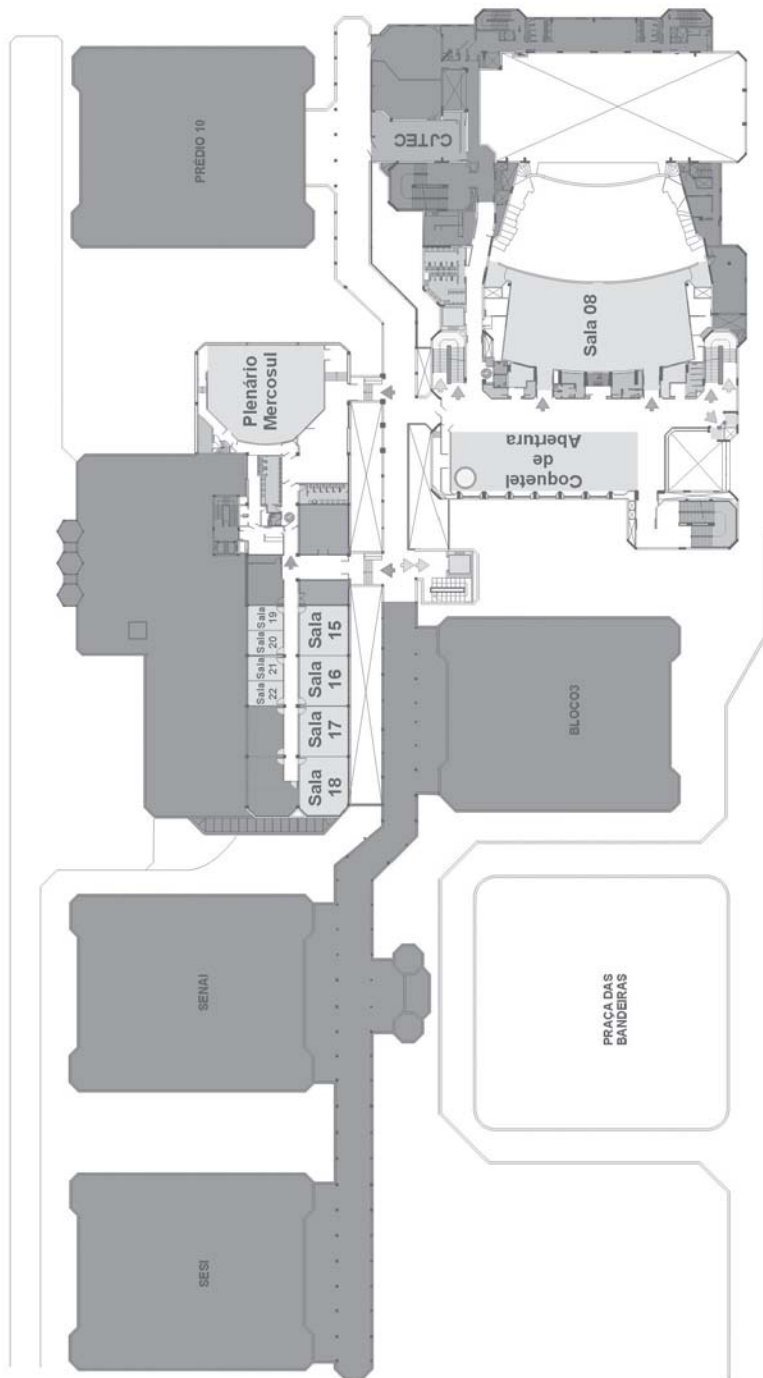 PRÉDIO 10
CJTEC
Sala 08
Plenário
Mercosul
Coquetel
de
Abertura
Sala
19
Sala
20
Sala
21
Sala
22
Sala
15
Sala
16
Sala
17
Sala
18
BLOCO3
SENAI
PRAÇA DAS
BANDEIRAS
SESI